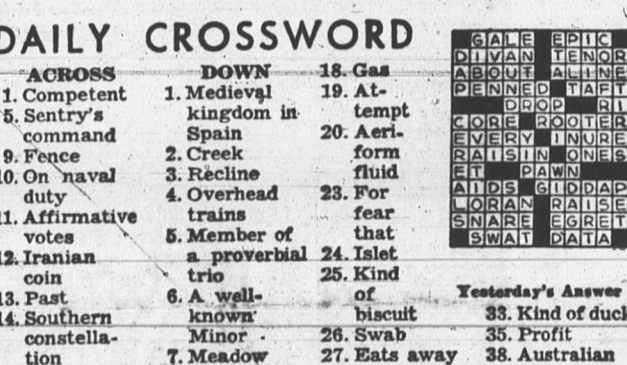 DAILY CROSSWORD
ACROSS
1. Competent
5. Sentry's
command
9. Fence
10. On naval
duty
11. Affirmative
votes
12. Iranian
coin
13. Past
14. Southern
constella-
tion
DOWN
1. Medieval
kingdom in
Spain
2. Creek
3. Recline
4. Overhead
trains
5. Member of
a proverbial
trio
6. A well-
known
Minor
7. Meadow
18. Gas
19. At-
tempt
20. Aeri-
form
fluid
23. For
fear
that
24. Islet
25. Kind
of
biscuit
26. Swab
27. Eats away
GALE EPIC
DIVAN TENOR
ABOUT ALINE
PENNED TAFT
DROP RI
CORE ROOTER
EVERY INURE
RAISIN ONES
ET PAWN
AIDS GIDDAP
LORAN RAISE
SNARE EGRET
SWAT DATA
Yesterday's Answer
33. Kind of duck
35. Profit
38. Australian